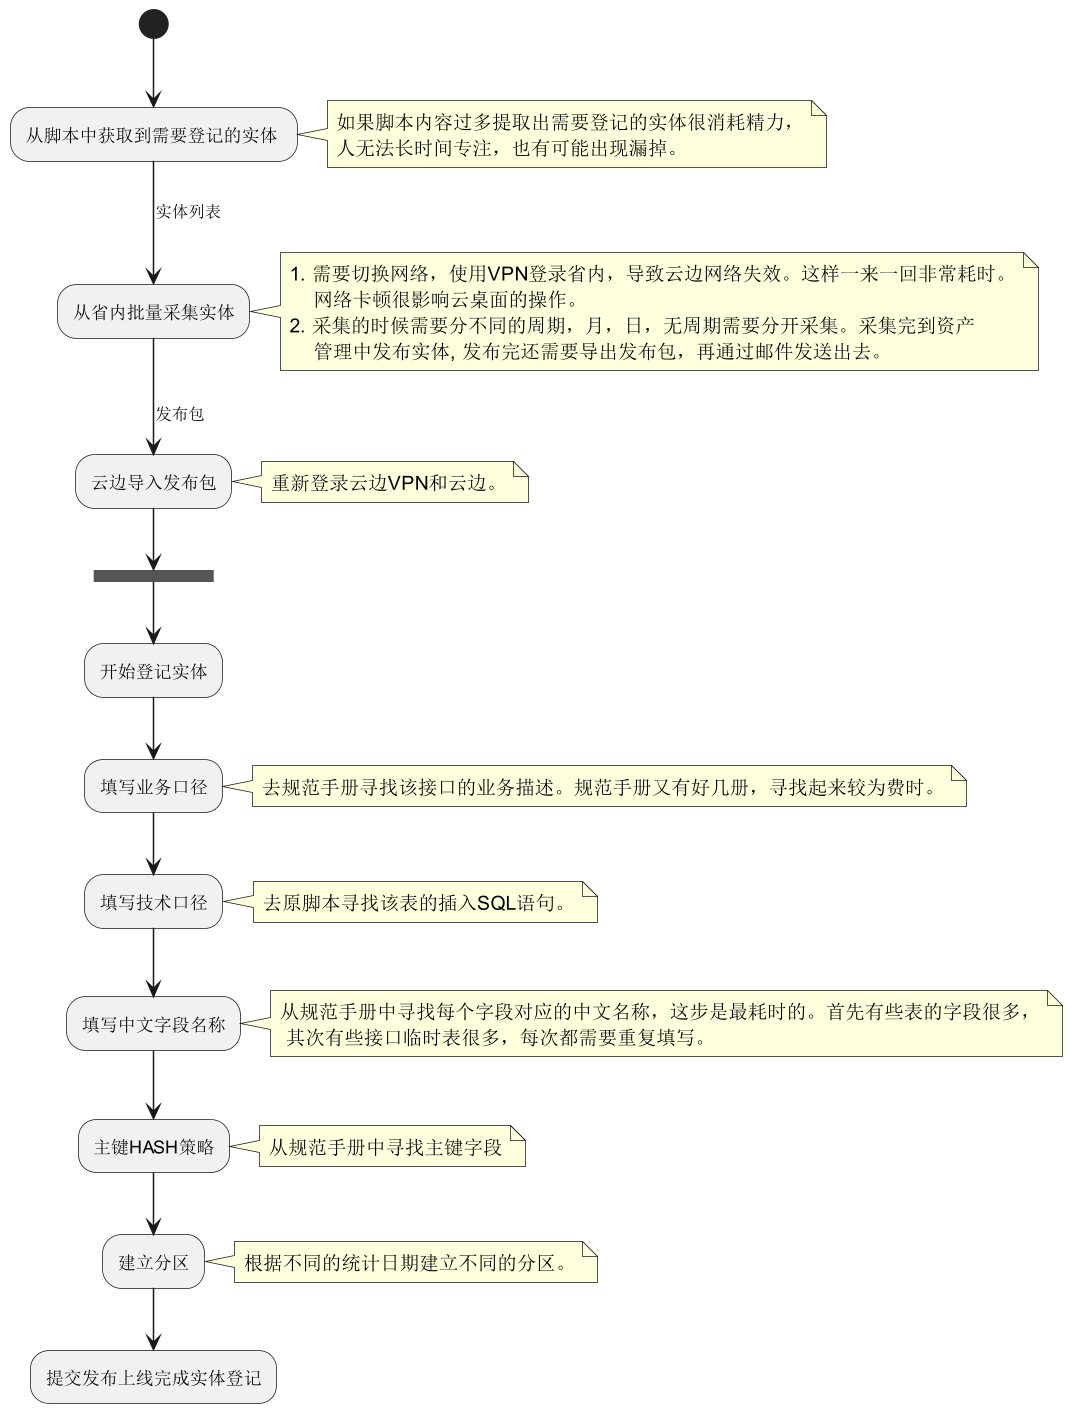 从脚本中获取到需要登记的实体
如果脚本内容过多提取出需要登记的实体很消耗精力，
人无法长时间专注，也有可能出现漏掉。
实体列表
从省内批量采集实体
1. 需要切换网络，使用VPN登录省内，导致云边网络失效。这样一来一回非常耗时。
网络卡顿很影响云桌面的操作。
2. 采集的时候需要分不同的周期，月，日，无周期需要分开采集。采集完到资产
管理中发布实体, 发布完还需要导出发布包，再通过邮件发送出去。
发布包
云边导入发布包
重新登录云边VPN和云边。
开始登记实体
填写业务口径
去规范手册寻找该接口的业务描述。规范手册又有好几册，寻找起来较为费时。
填写技术口径
去原脚本寻找该表的插入SQL语句。
填写中文字段名称
从规范手册中寻找每个字段对应的中文名称，这步是最耗时的。首先有些表的字段很多，
其次有些接口临时表很多，每次都需要重复填写。
主键HASH策略
从规范手册中寻找主键字段
建立分区
根据不同的统计日期建立不同的分区。
提交发布上线完成实体登记